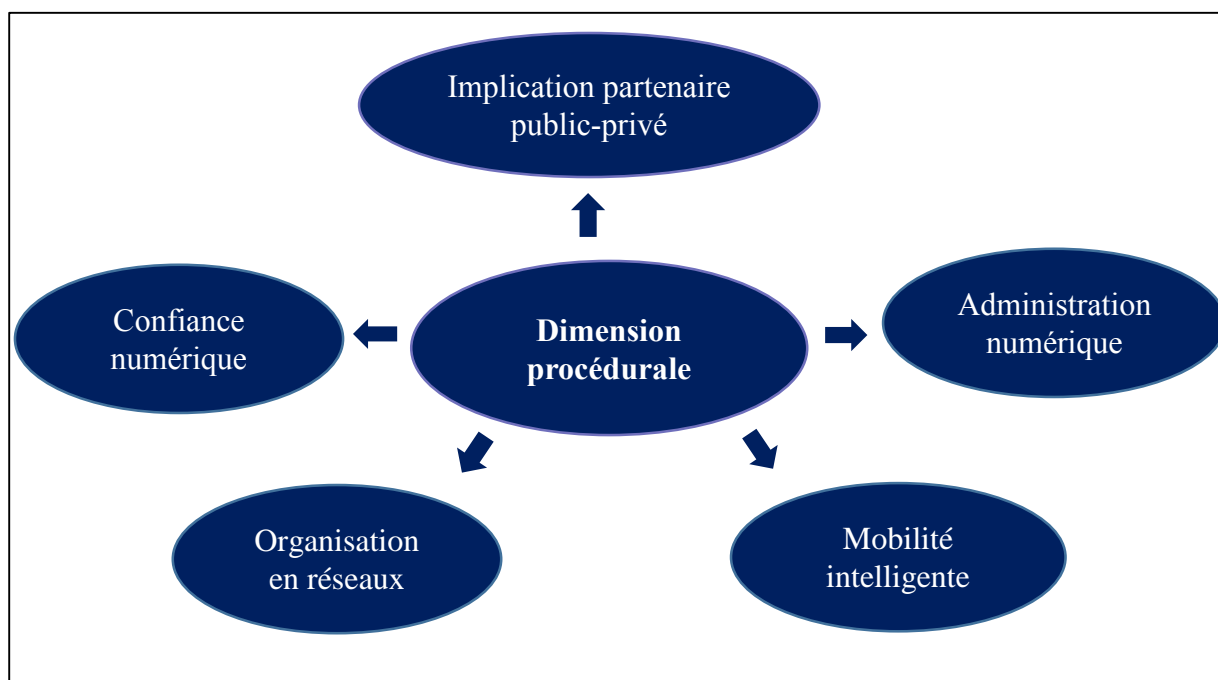 Implication partenaire
public-privé
Confiance
numérique
Dimension
procédurale
Administration
numérique
Organisation
en réseaux
Mobilité
intelligente